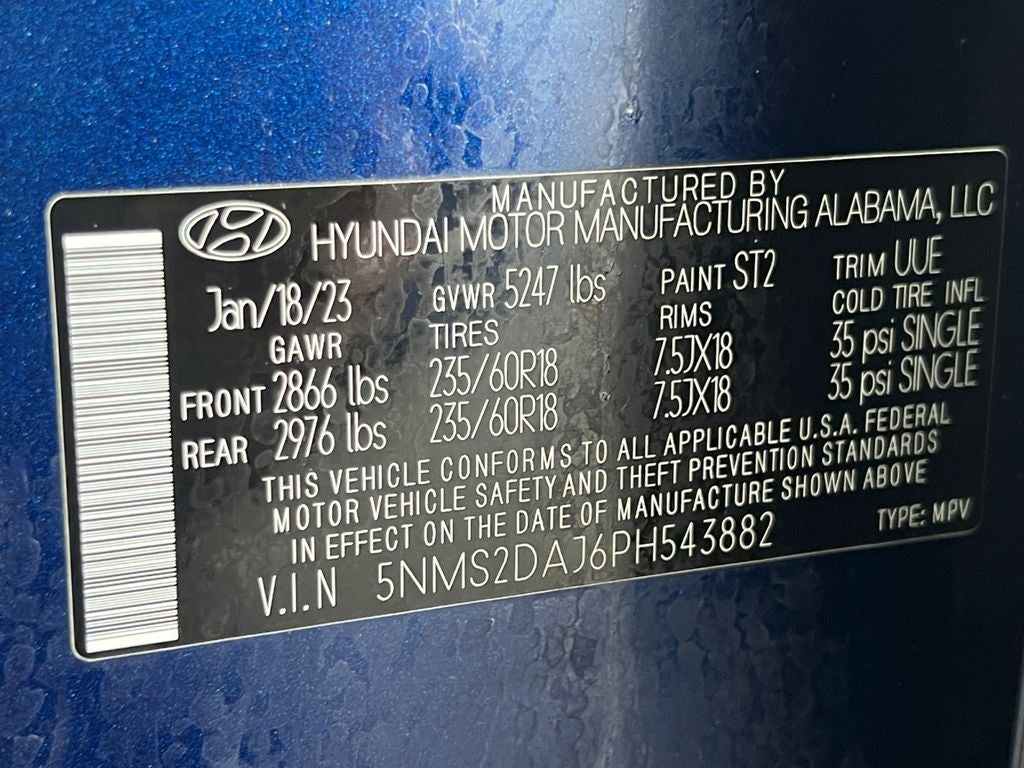 MANUFACTURED BY
HYUNDAI MOTOR MANUFACTURING ALABAMA, LLC
Jan/18/23 GVWR 5247 lbs PAINT ST2 TRIM UUE
GAWR TIRES RIMS COLD TIRE INFL
FRONT 2866 lbs 235/60R18 7.5JX18 35 psi SINGLE
REAR 2976 lbs 235/60R18 7.5JX18 35 psi SINGLE
THIS VEHICLE CONFORMS TO ALL APPLICABLE U.S.A. FEDERAL
MOTOR VEHICLE SAFETY AND THEFT PREVENTION STANDARDS
IN EFFECT ON THE DATE OF MANUFACTURE SHOWN ABOVE
V.I.N 5NMS2DAJ6PH543882 TYPE: MPV